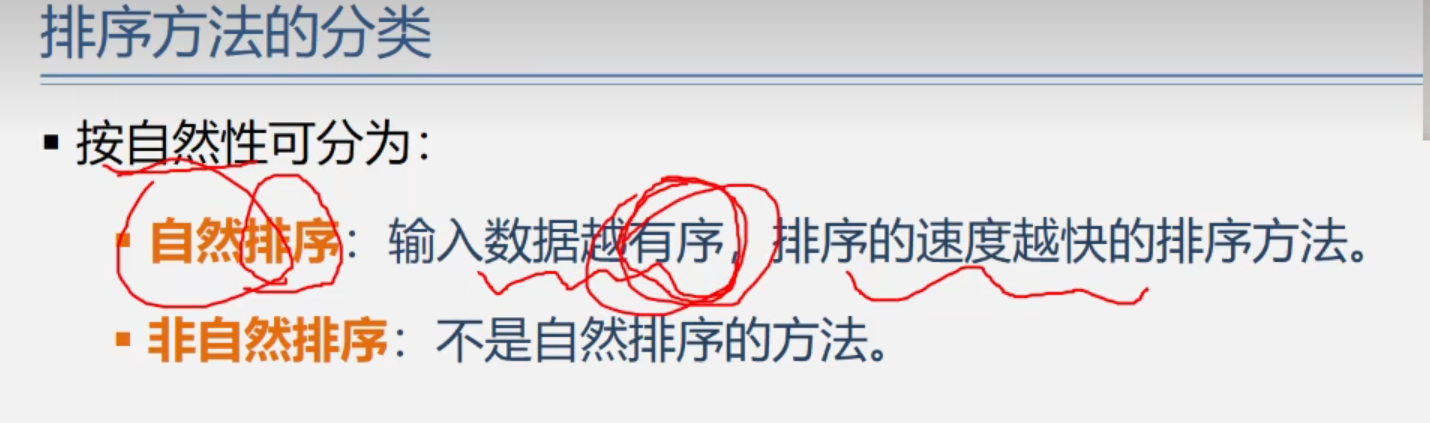 排序方法的分类
▪ 按自然性可分为：
▪ 自然排序：输入数据越有序，排序的速度越快的排序方法。
▪ 非自然排序：不是自然排序的方法。